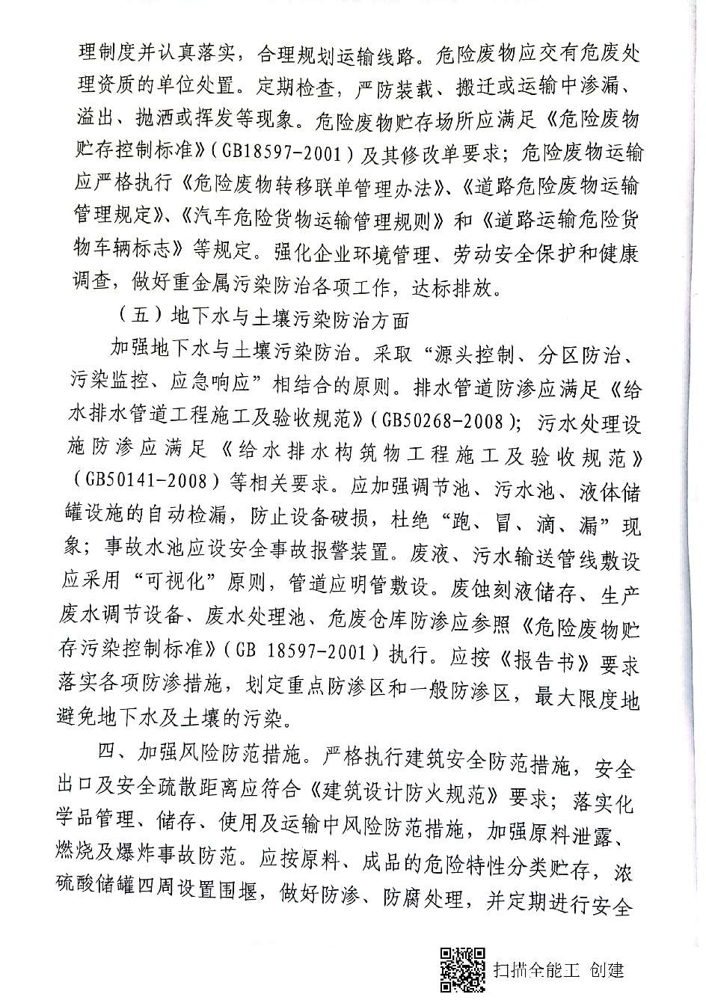 理制度并认真落实，合理规划运输线路。危险废物应交有危废处
理资质的单位处置。定期检查，严防装载、搬迁或运输中渗漏、
溢出、抛洒或挥发等现象。危险废物贮存场所应满足《危险废物
贮存控制标准》（GB18597-2001）及其修改单要求；危险废物运输
应严格执行《危险废物转移联单管理办法》、《道路危险废物运输
管理规定》、《汽车危险货物运输管理规则》和《道路运输危险货
物车辆标志》等规定。强化企业环境管理、劳动安全保护和健康
调查，做好重金属污染防治各项工作，达标排放。
（五）地下水与土壤污染防治方面
加强地下水与土壤污染防治。采取“源头控制、分区防治、
污染监控、应急响应”相结合的原则。排水管道防渗应满足《给
水排水管道工程施工及验收规范》（GB50268-2008）；污水处理设
施防渗应满足《给水排水构筑物工程施工及验收规范》
（GB50141-2008）等相关要求。应加强调节池、污水池、液体储
罐设施的自动检漏，防止设备破损，杜绝“跑、冒、滴、漏”现
象；事故水池应设安全事故报警装置。废液、污水输送管线敷设
应采用“可视化”原则，管道应明管敷设。废蚀刻液储存、生产
废水调节设备、废水处理池、危废仓库防渗应参照《危险废物贮
存污染控制标准》（GB 18597-2001）执行。应按《报告书》要求
落实各项防渗措施，划定重点防渗区和一般防渗区，最大限度地
避免地下水及土壤的污染。
四、加强风险防范措施。严格执行建筑安全防范措施，安全
出口及安全疏散距离应符合《建筑设计防火规范》要求；落实化
学品管理、储存、使用及运输中风险防范措施，加强原料泄露、
燃烧及爆炸事故防范。应按原料、成品的危险特性分类贮存，浓
硫酸储罐四周设置围堰，做好防渗、防腐处理，并定期进行安全
扫描全能王 创建